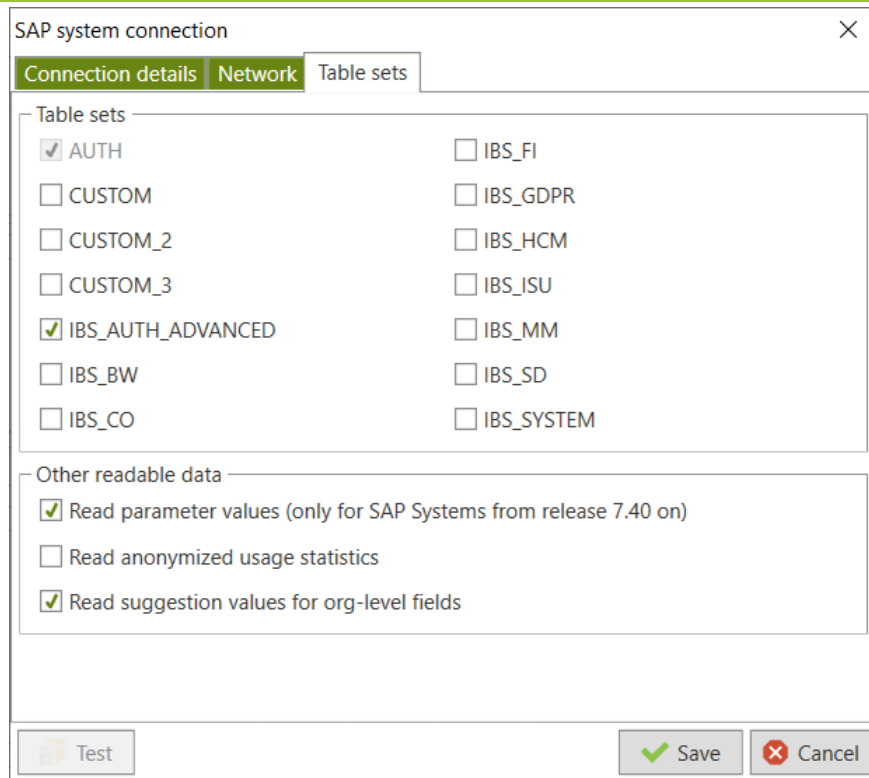 SAP system connection
Connection details Network Table sets
Table sets
AUTH
CUSTOM
CUSTOM_2
CUSTOM_3
IBS_AUTH_ADVANCED
IBS_BW
IBS_CO
IBS_FI
IBS_GDPR
IBS_HCM
IBS_ISU
IBS_MM
IBS_SD
IBS_SYSTEM
Other readable data
Read parameter values (only for SAP Systems from release 7.40 on)
Read anonymized usage statistics
Read suggestion values for org-level fields
Test Save Cancel